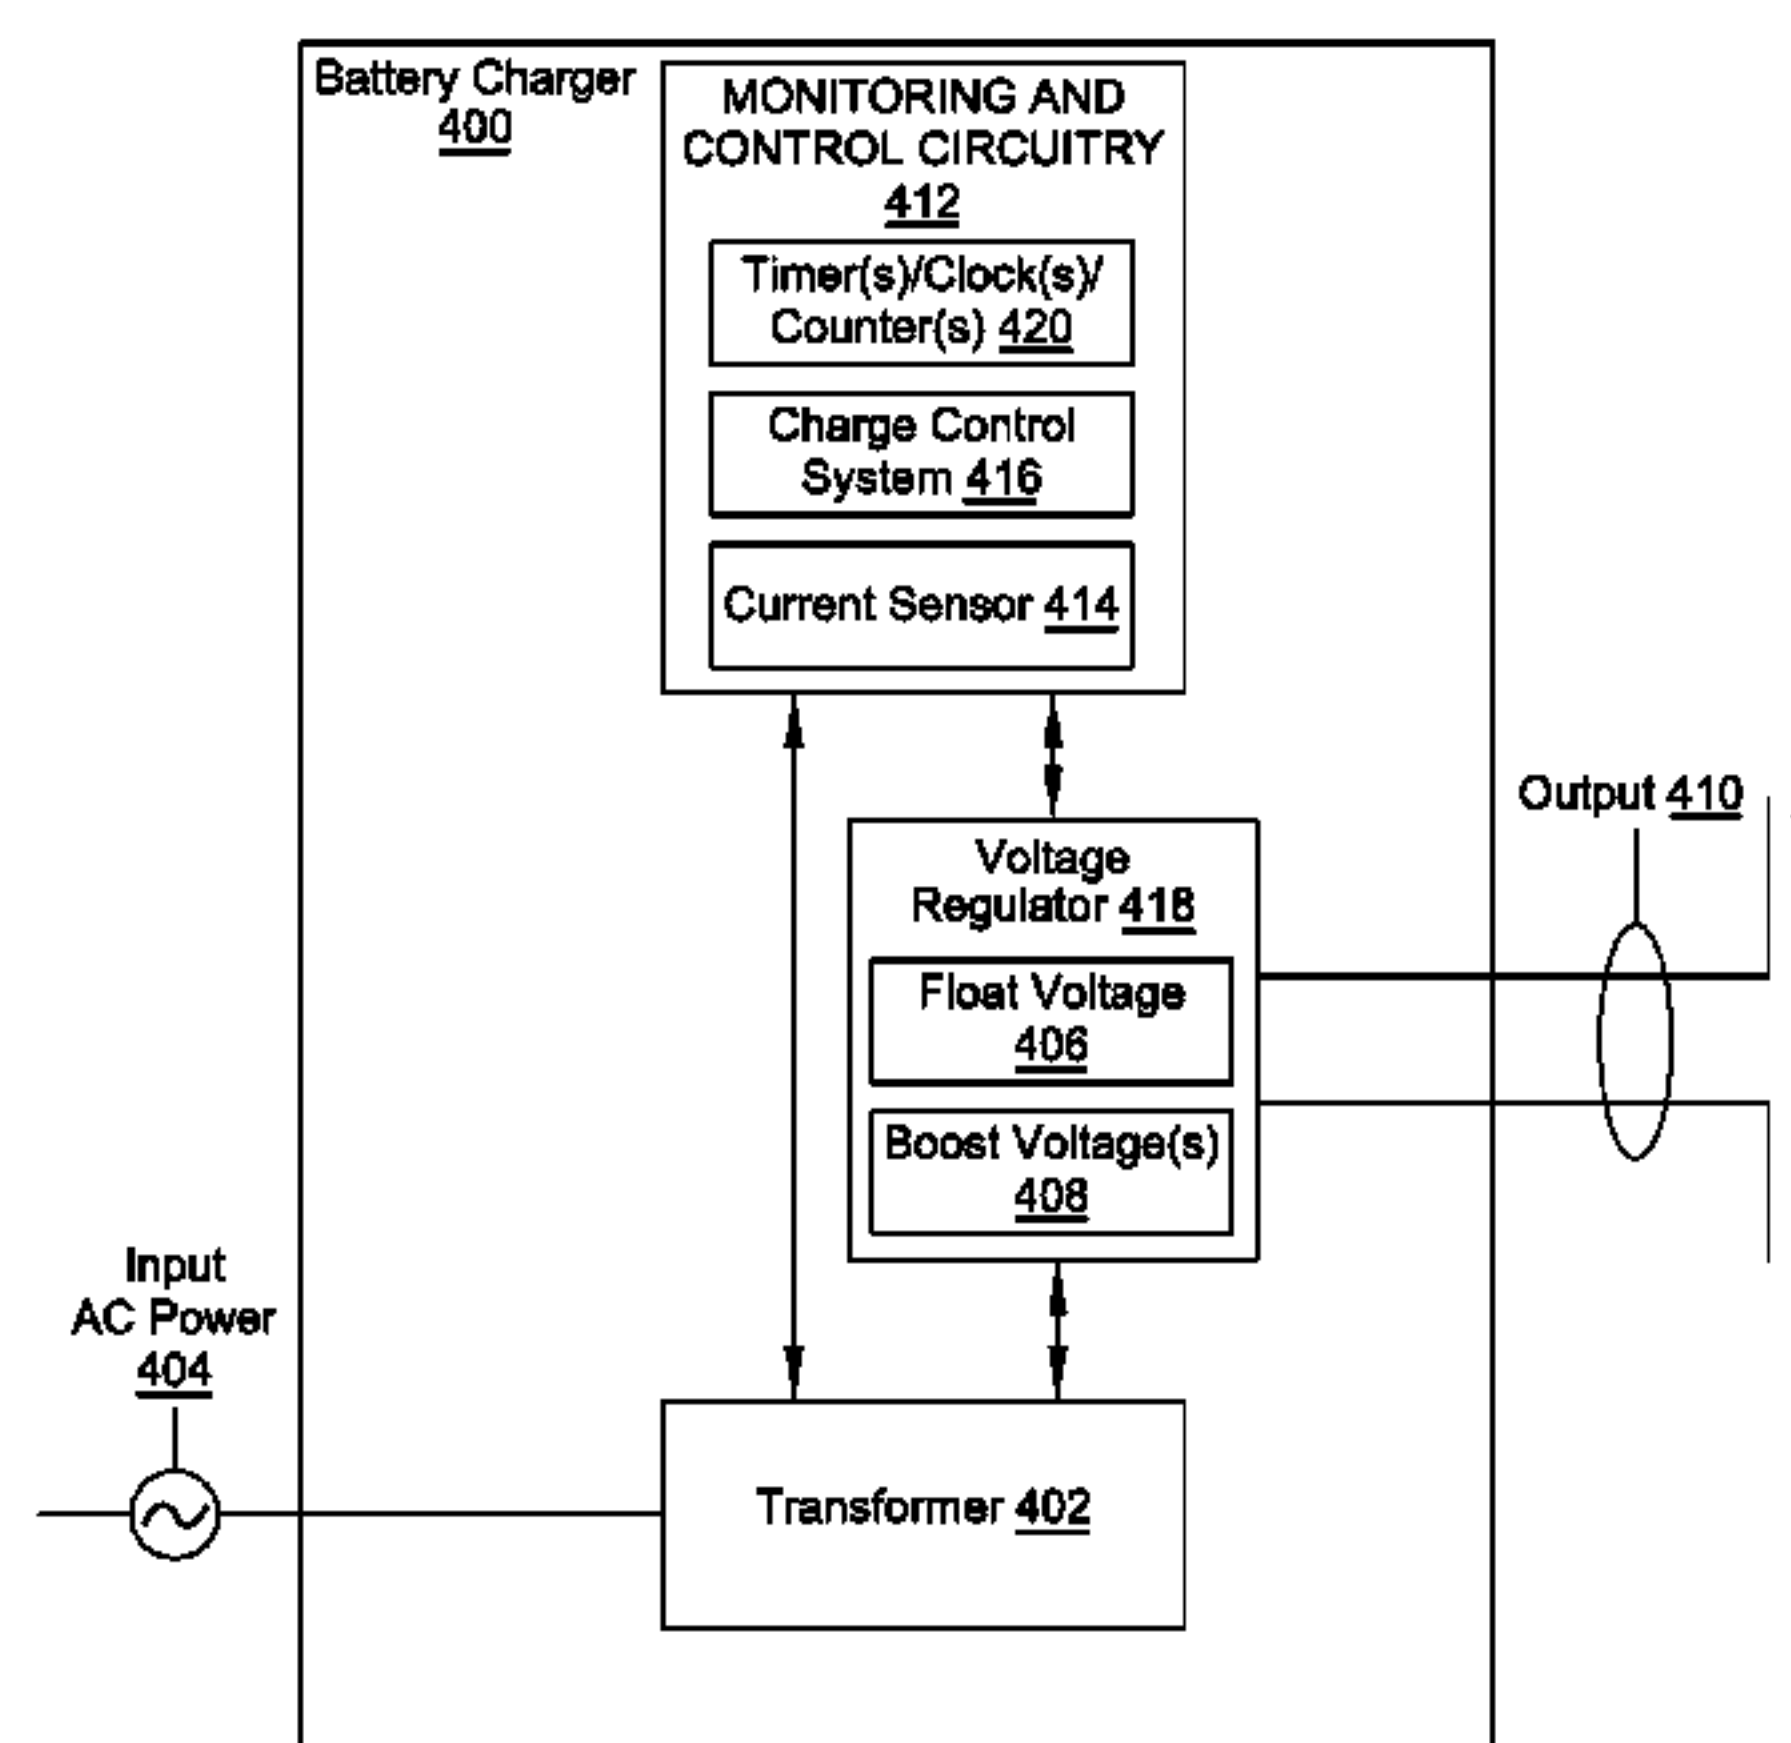 Battery Charger
400
MONITORING AND
CONTROL CIRCUITRY
412
Timer(s)/Clock(s)/
Counter(s) 420
Charge Control
System 416
Current Sensor 414
Output 410
Voltage
Regulator 418
Float Voltage
406
Boost Voltage(s)
408
Input
AC Power
404
Transformer 402